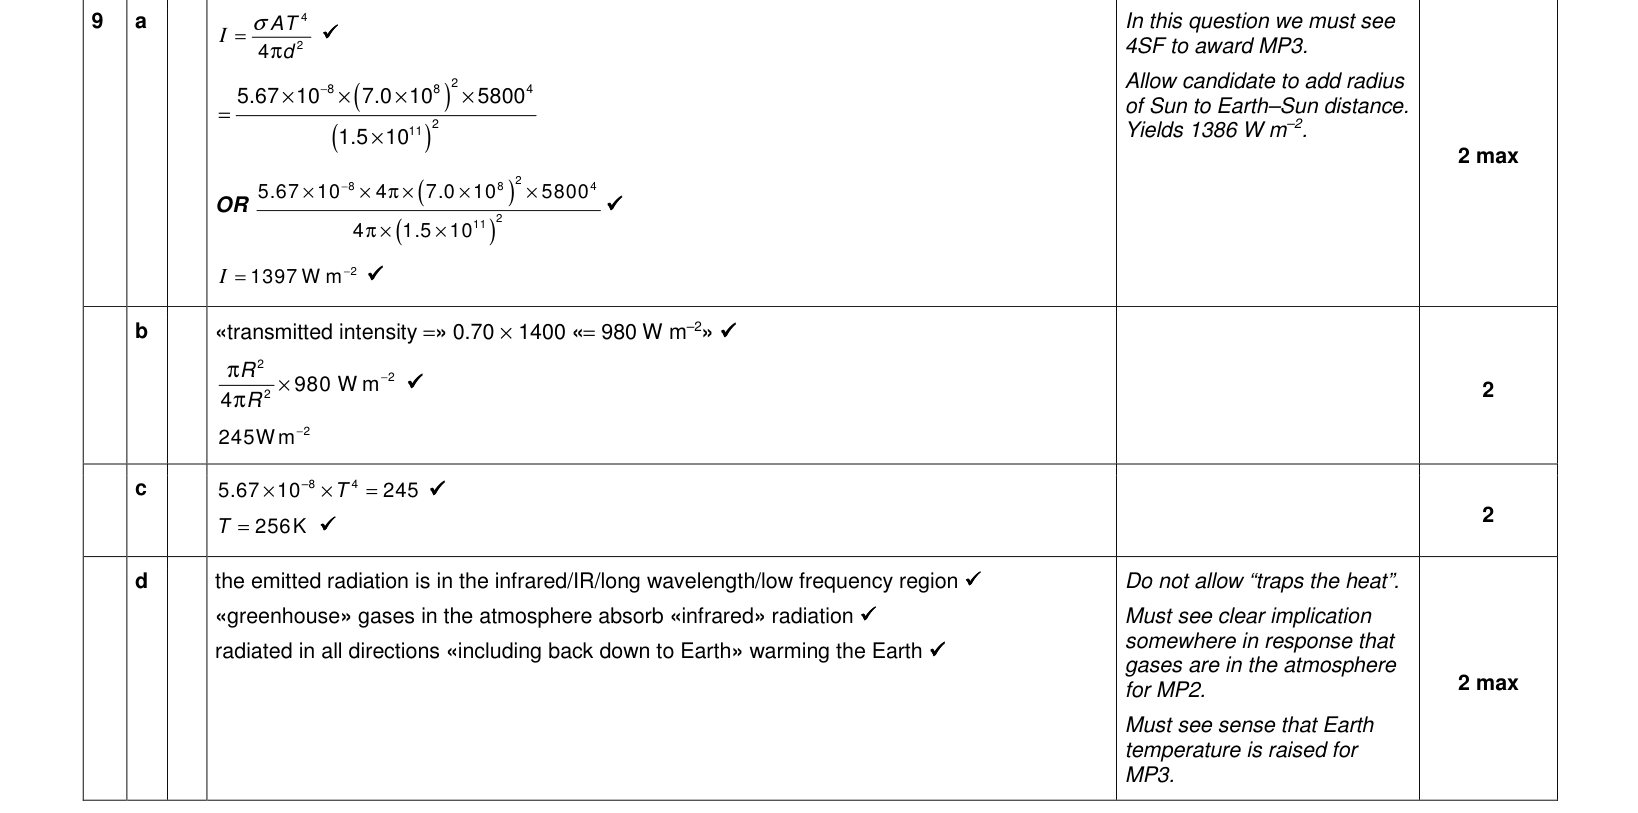 9 a I = σAT⁴ / 4πd² ✓
= 5.67×10⁻⁸×(7.0×10⁸)²×5800⁴ / (1.5×10¹¹)²
OR 5.67×10⁻⁸×4π×(7.0×10⁸)²×5800⁴ / 4π×(1.5×10¹¹)² ✓
I = 1397 W m⁻² ✓
In this question we must see
4SF to award MP3.
Allow candidate to add radius
of Sun to Earth–Sun distance.
Yields 1386 W m⁻².
2 max
b «transmitted intensity =» 0.70 × 1400 «= 980 W m⁻²» ✓
πR² / 4πR² × 980 W m⁻² ✓
245 W m⁻²
2
c 5.67×10⁻⁸ × T⁴ = 245 ✓
T = 256 K ✓
2
d the emitted radiation is in the infrared/IR/long wavelength/low frequency region ✓
«greenhouse» gases in the atmosphere absorb «infrared» radiation ✓
radiated in all directions «including back down to Earth» warming the Earth ✓
Do not allow “traps the heat”.
Must see clear implication
somewhere in response that
gases are in the atmosphere
for MP2.
Must see sense that Earth
temperature is raised for
MP3.
2 max